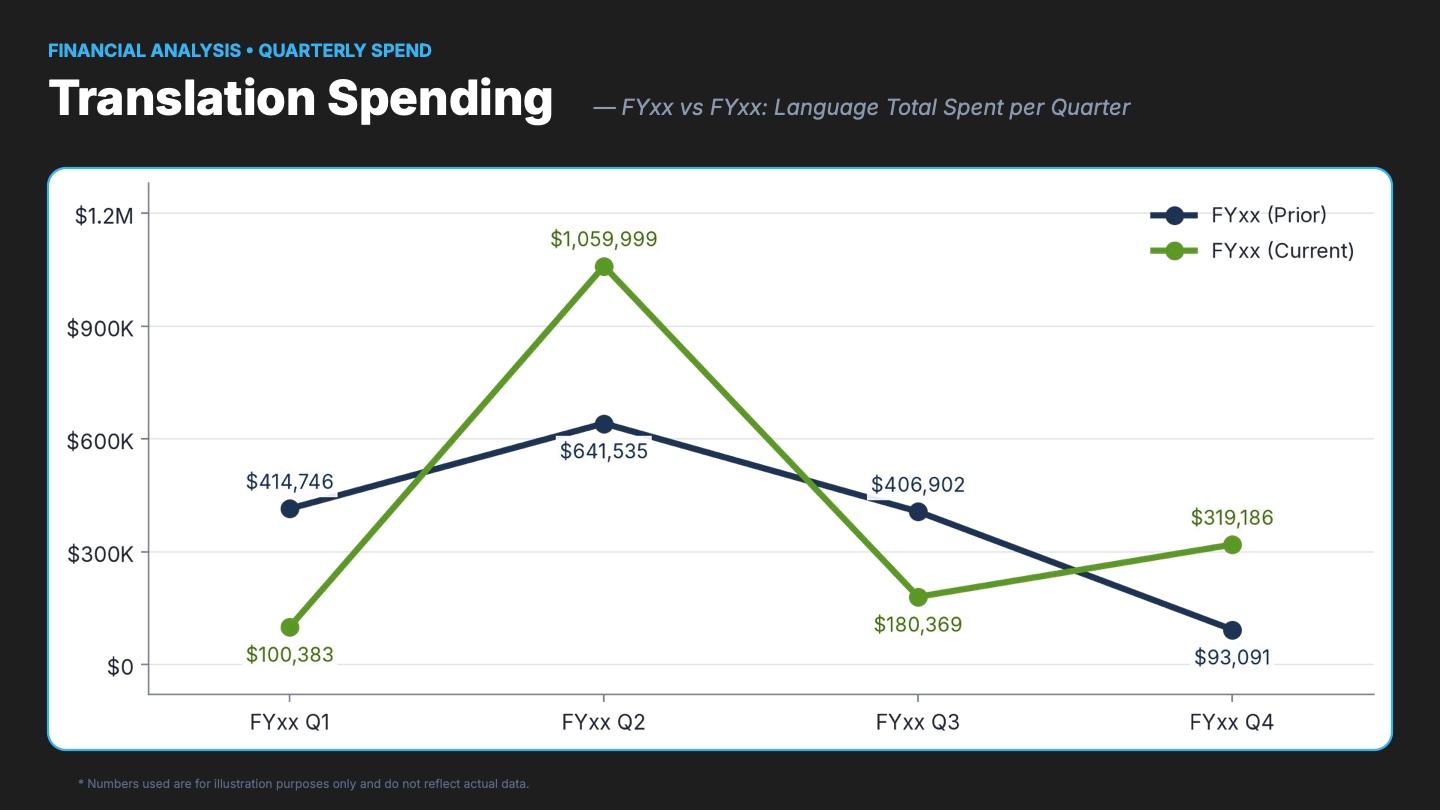 FINANCIAL ANALYSIS • QUARTERLY SPEND
Translation Spending
— FYxx vs FYxx: Language Total Spent per Quarter
$1.2M
$900K
$600K
$300K
$0
FYxx (Prior)
FYxx (Current)
$1,059,999
$641,535
$414,746
$406,902
$319,186
$180,369
$100,383
$93,091
FYxx Q1
FYxx Q2
FYxx Q3
FYxx Q4
* Numbers used are for illustration purposes only and do not reflect actual data.